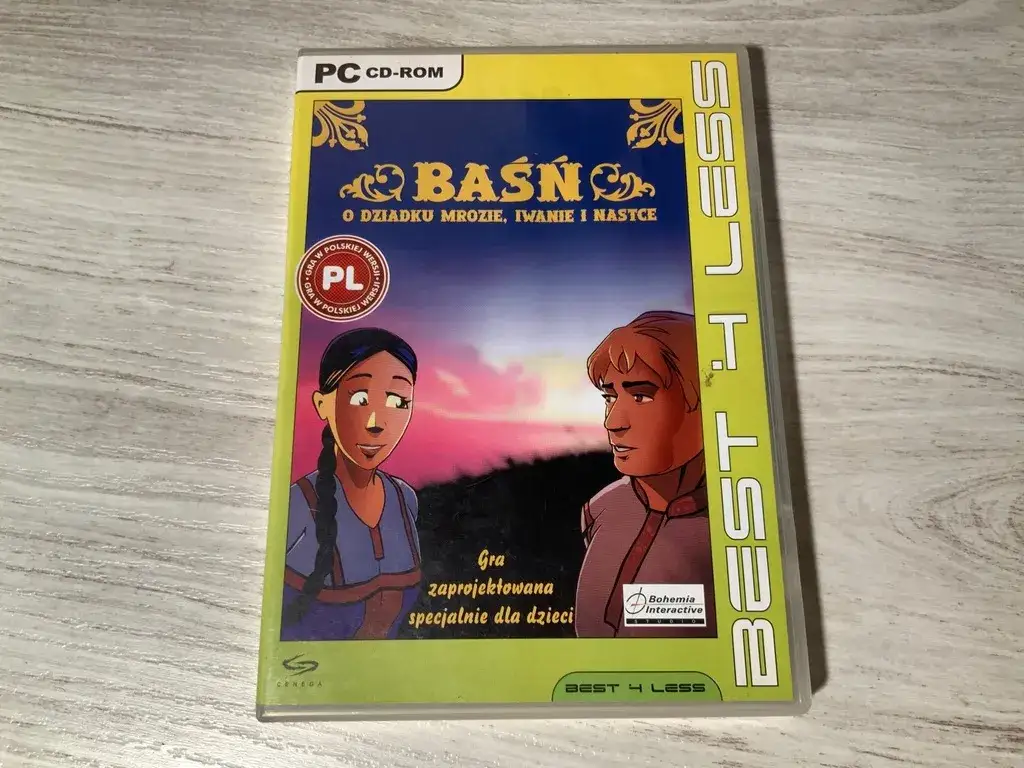 PC CD-ROM
BAŚŃ
O DZIADKU MROZIE, IWANIE I NASTCE
GRA W POLSKIEJ WERSJI
PL
GRA W POLSKIEJ WERSJI
Gra
zaprojektowana
specjalnie dla dzieci
Bohemia
Interactive
STUDIO
CENEGA
BEST 4 LESS
BEST 4 LESS